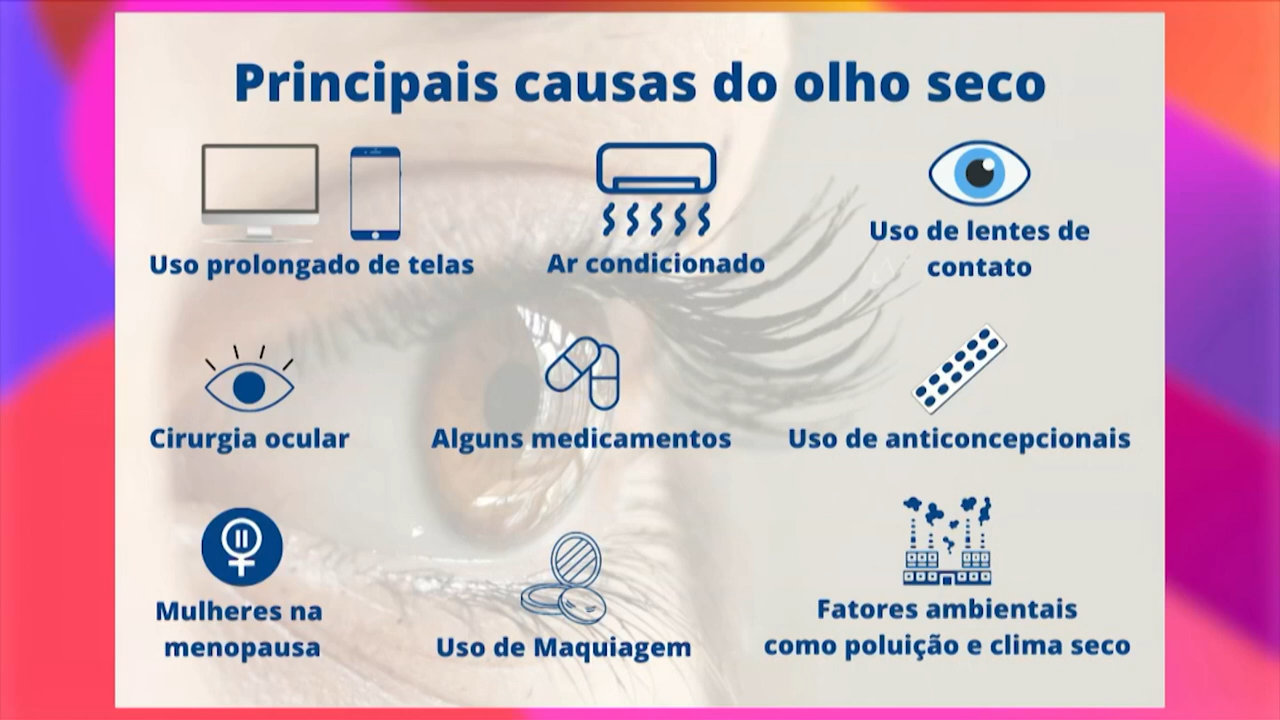 Principais causas do olho seco
Uso prolongado de telas
Ar condicionado
Uso de lentes de
contato
Cirurgia ocular
Alguns medicamentos
Uso de anticoncepcionais
Mulheres na
menopausa
Uso de Maquiagem
Fatores ambientais
como poluição e clima seco